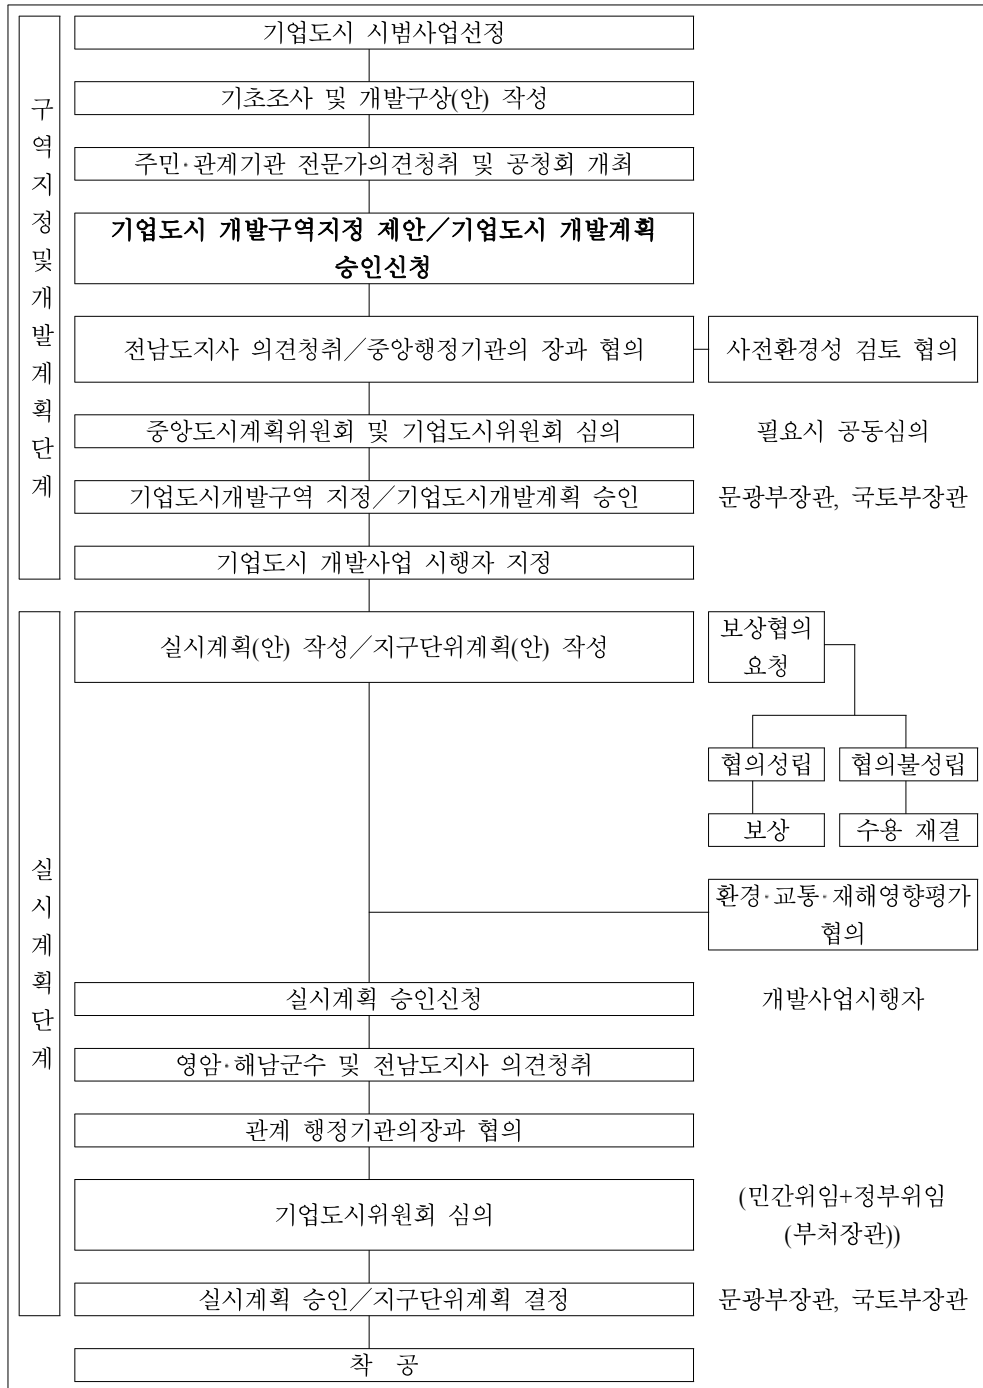 구역지정및개발계획단계
기업도시 시범사업선정
기초조사 및 개발구상(안) 작성
주민·관계기관 전문가의견청취 및 공청회 개최
기업도시 개발구역지정 제안／기업도시 개발계획
승인신청
전남도지사 의견청취／중앙행정기관의 장과 협의
사전환경성 검토 협의
중앙도시계획위원회 및 기업도시위원회 심의
필요시 공동심의
기업도시개발구역 지정／기업도시개발계획 승인
문광부장관, 국토부장관
기업도시 개발사업 시행자 지정
실시계획단계
실시계획(안) 작성／지구단위계획(안) 작성
보상협의
요청
협의성립
협의불성립
보상
수용 재결
환경·교통·재해영향평가
협의
실시계획 승인신청
개발사업시행자
영암·해남군수 및 전남도지사 의견청취
관계 행정기관의장과 협의
기업도시위원회 심의
(민간위임+정부위임
(부처장관))
실시계획 승인／지구단위계획 결정
문광부장관, 국토부장관
착 공